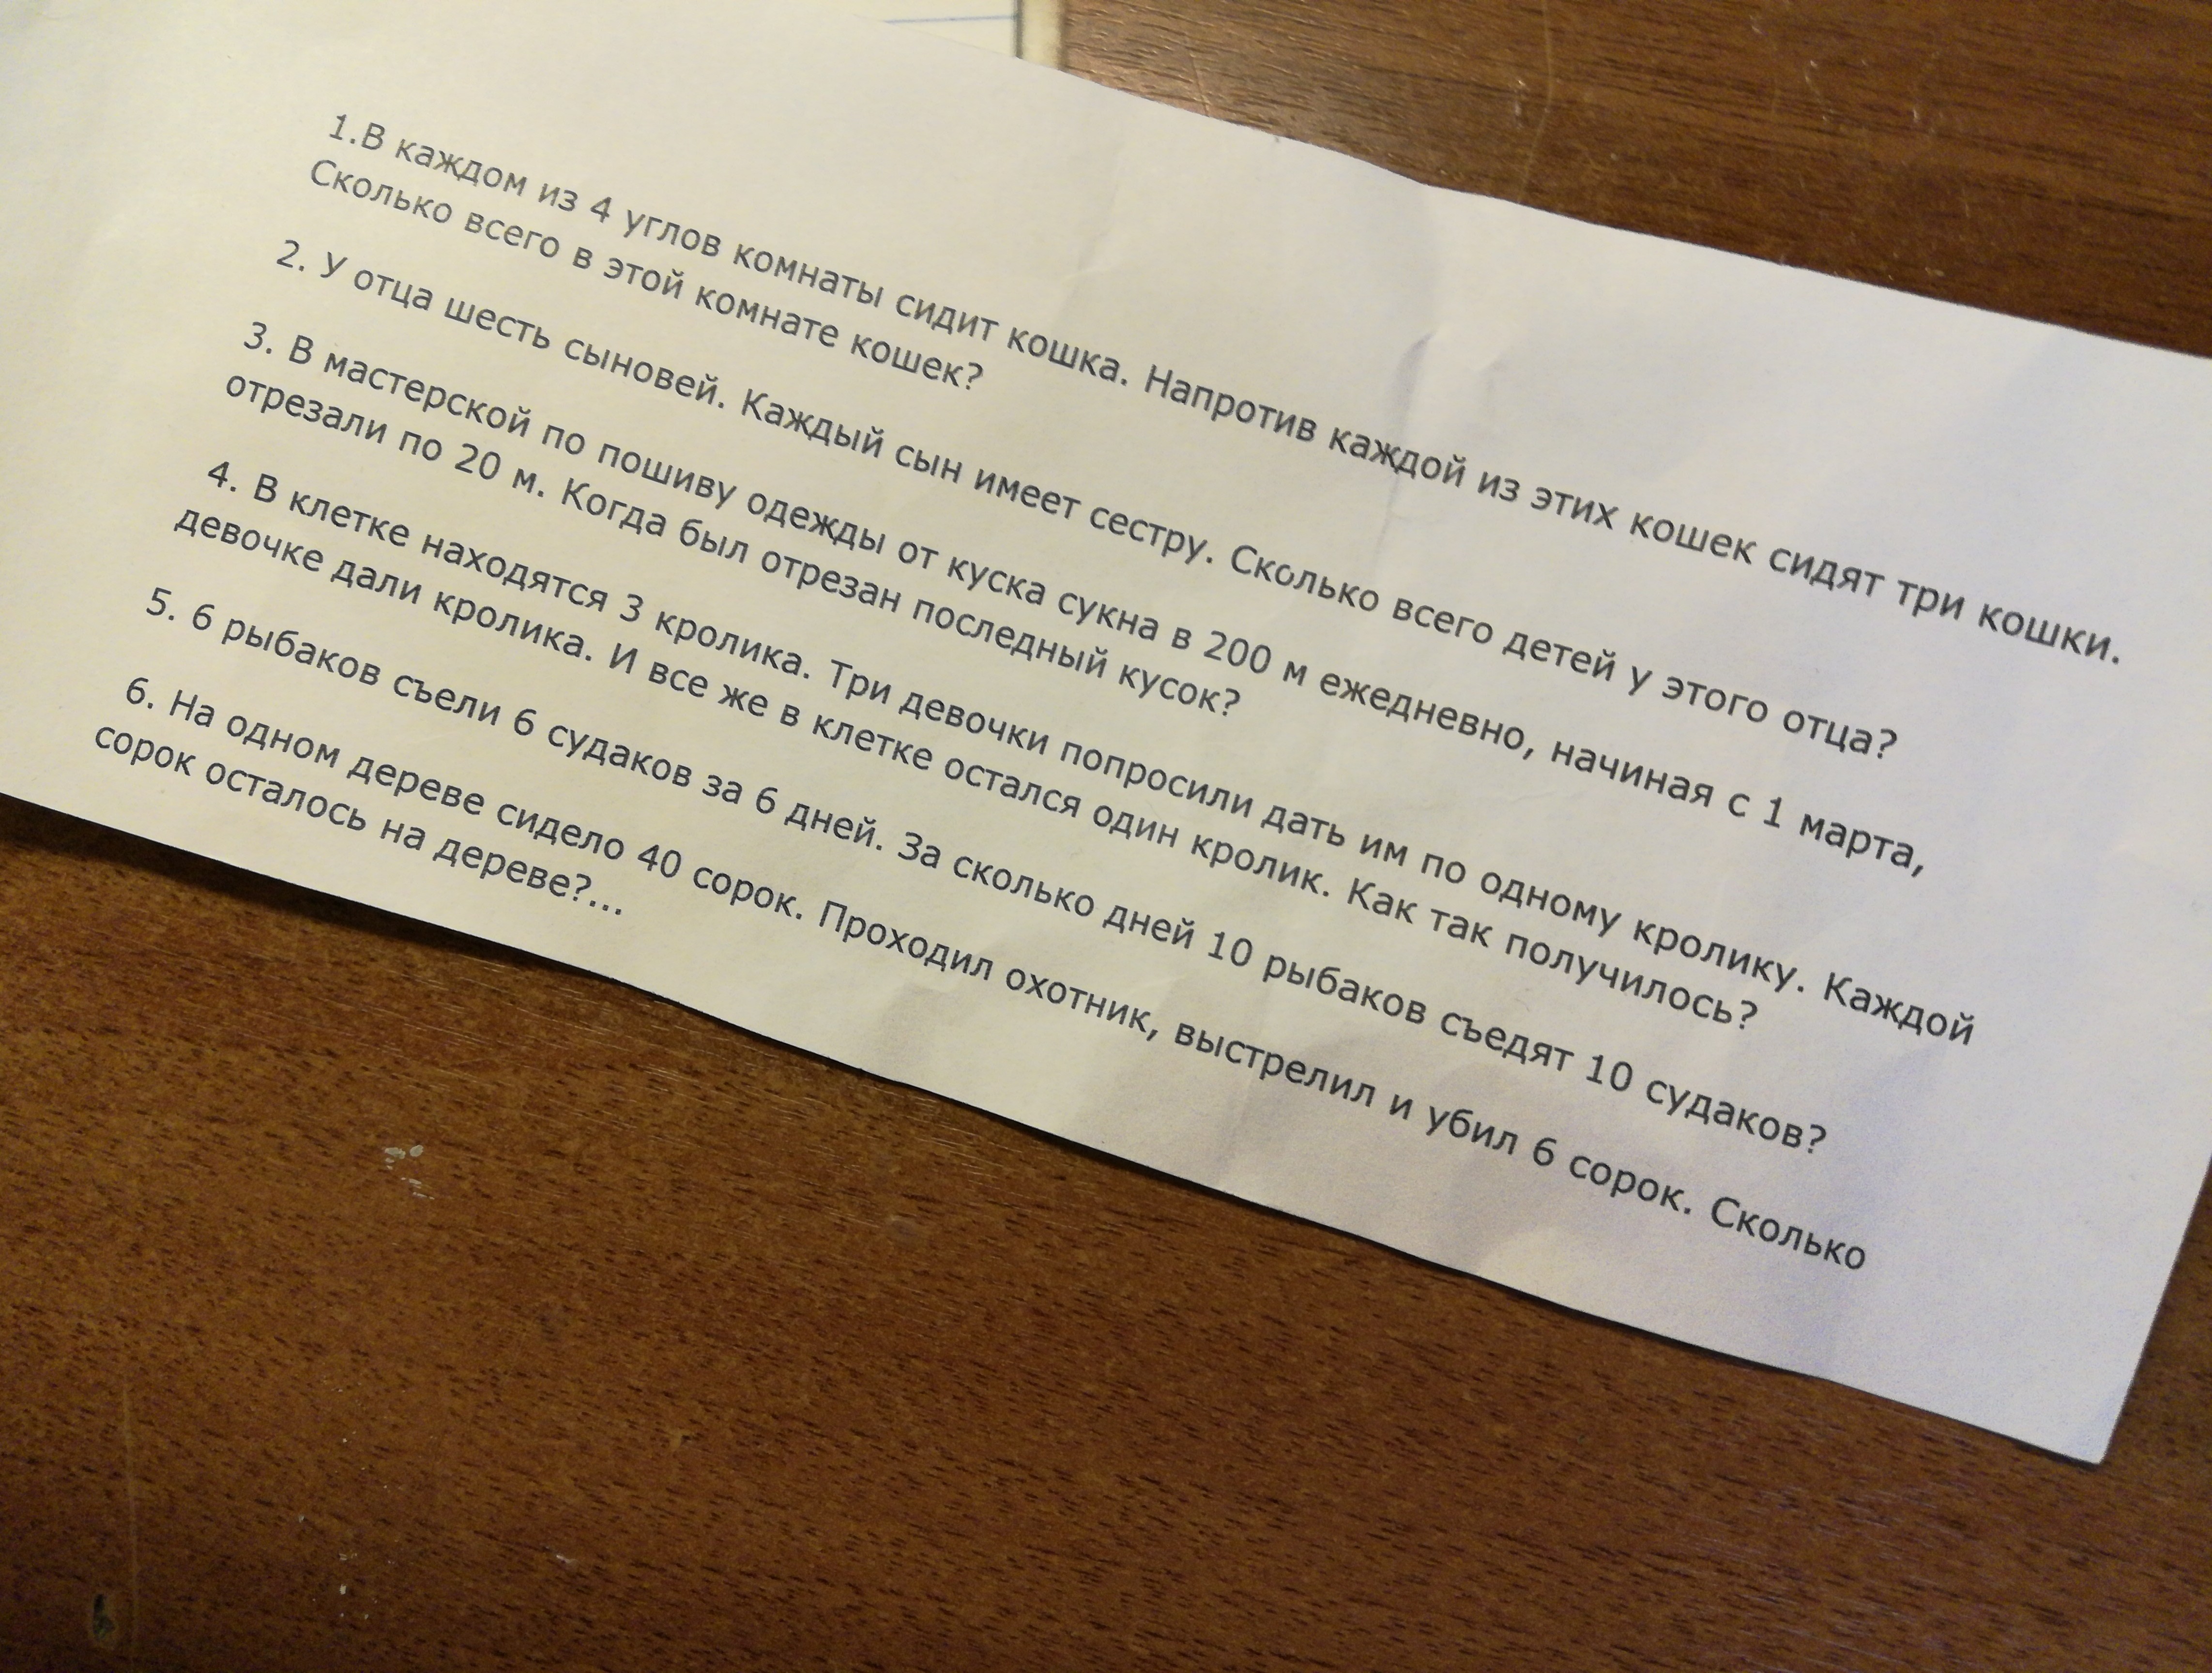 1.В каждом из 4 углов комнаты сидит кошка. Напротив каждой из этих кошек сидят три кошки.
Сколько всего в этой комнате кошек?
2. У отца шесть сыновей. Каждый сын имеет сестру. Сколько всего детей у этого отца?
3. В мастерской по пошиву одежды от куска сукна в 200 м ежедневно, начиная с 1 марта,
отрезали по 20 м. Когда был отрезан последный кусок?
4. В клетке находятся 3 кролика. Три девочки попросили дать им по одному кролику. Каждой
девочке дали кролика. И все же в клетке остался один кролик. Как так получилось?
5. 6 рыбаков съели 6 судаков за 6 дней. За сколько дней 10 рыбаков съедят 10 судаков?
6. На одном дереве сидело 40 сорок. Проходил охотник, выстрелил и убил 6 сорок. Сколько
сорок осталось на дереве?...